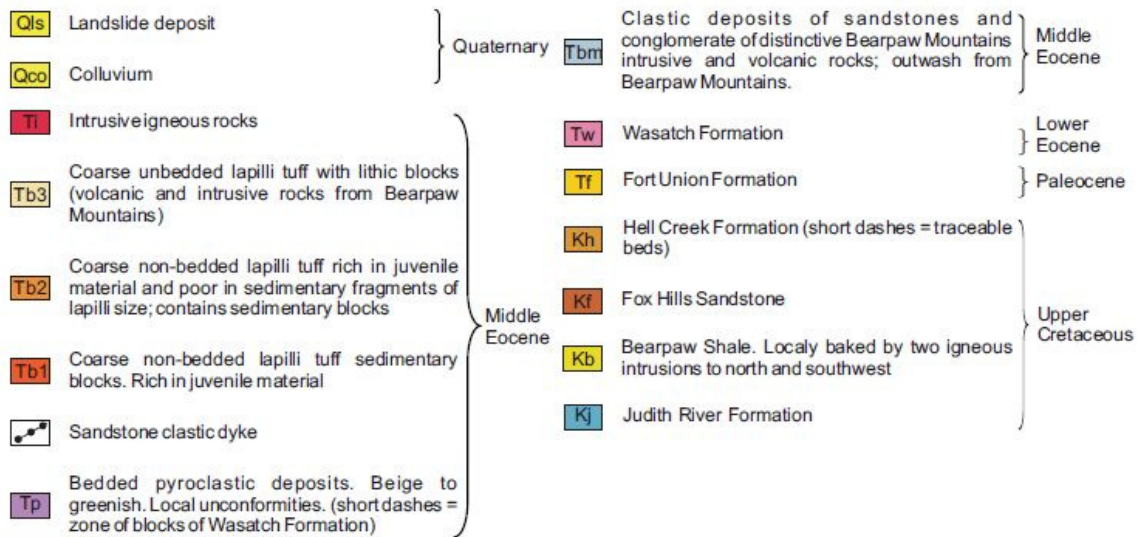 Qls
Landslide deposit
Qco
Colluvium
Quaternary
Ti
Intrusive igneous rocks
Tb3
Coarse unbedded lapilli tuff with lithic blocks
(volcanic and intrusive rocks from Bearpaw
Mountains)
Tb2
Coarse non-bedded lapilli tuff rich in juvenile
material and poor in sedimentary fragments of
lapilli size; contains sedimentary blocks
Tb1
Coarse non-bedded lapilli tuff sedimentary
blocks. Rich in juvenile material
Sandstone clastic dyke
Tp
Bedded pyroclastic deposits. Beige to
greenish. Local unconformities. (short dashes =
zone of blocks of Wasatch Formation)
Middle
Eocene
Tbm
Clastic deposits of sandstones and
conglomerate of distinctive Bearpaw Mountains
intrusive and volcanic rocks; outwash from
Bearpaw Mountains.
Middle
Eocene
Tw
Wasatch Formation
Lower
Eocene
Tf
Fort Union Formation
Paleocene
Kh
Hell Creek Formation (short dashes = traceable
beds)
Kf
Fox Hills Sandstone
Kb
Bearpaw Shale. Localy baked by two igneous
intrusions to north and southwest
Kj
Judith River Formation
Upper
Cretaceous